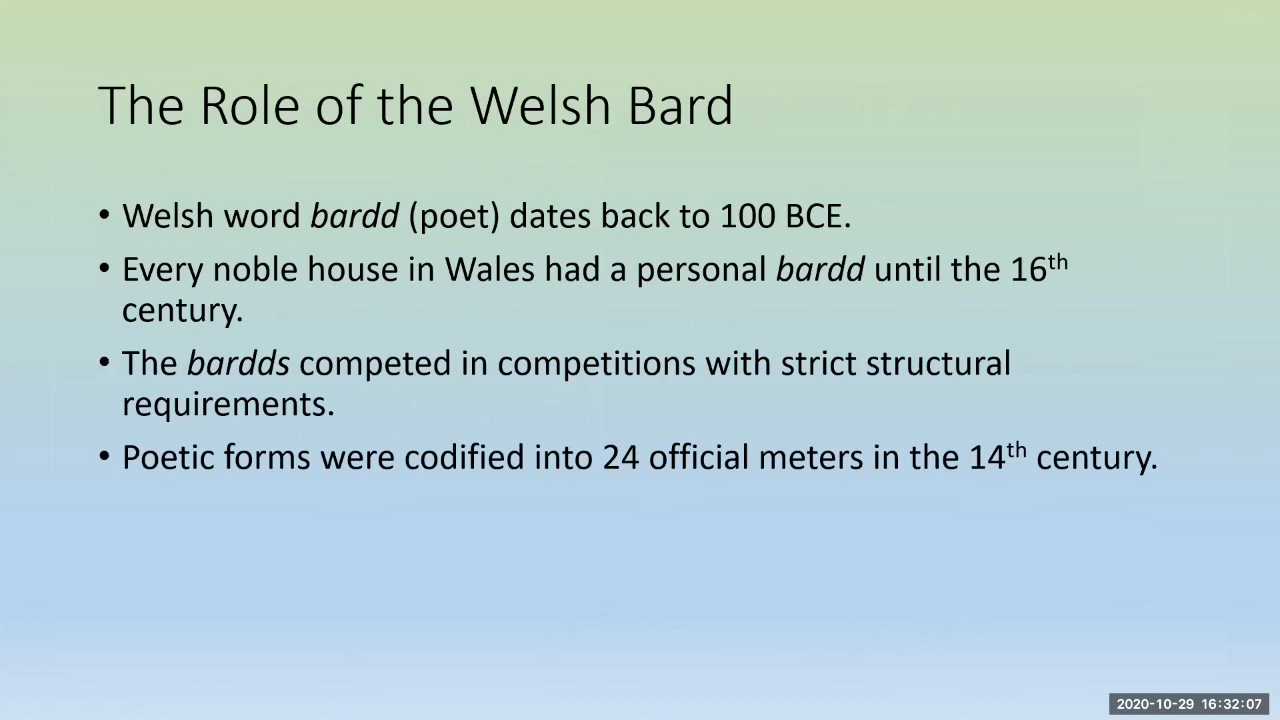 The Role of the Welsh Bard
• Welsh word bardd (poet) dates back to 100 BCE.
• Every noble house in Wales had a personal bardd until the 16th
century.
• The bardds competed in competitions with strict structural
requirements.
• Poetic forms were codified into 24 official meters in the 14th century.
2020-10-29 16:32:07